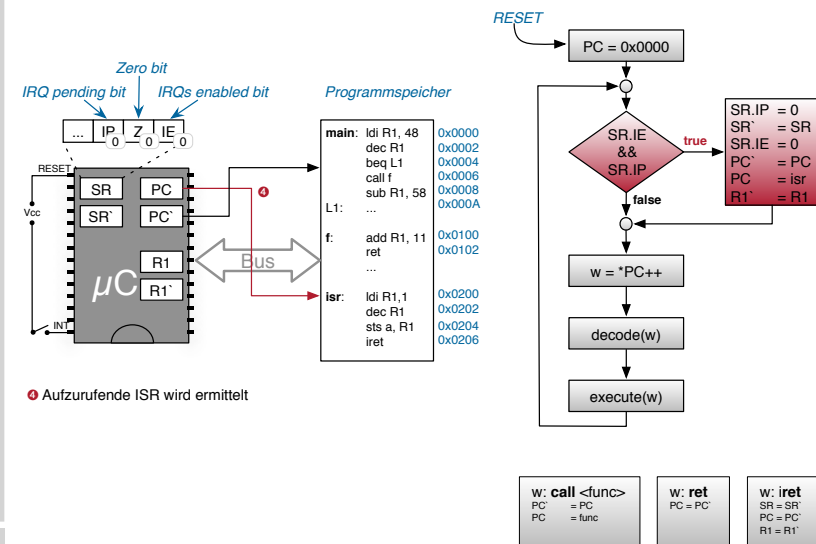 RESET
PC = 0x0000
Zero bit
IRQ pending bit
IRQs enabled bit
Programmspeicher
... IP Z IE
0 0 0
main: ldi R1, 48 0x0000
dec R1 0x0002
beq L1 0x0004
call f 0x0006
sub R1, 58 0x0008
L1: ... 0x000A
f: add R1, 11 0x0100
ret 0x0102
...
isr: ldi R1,1 0x0200
dec R1 0x0202
sts a, R1 0x0204
iret 0x0206
RESET
SR PC
SR` PC`
❹
Vcc
R1
R1`
µC
Bus
INT
❹ Aufzurufende ISR wird ermittelt
SR.IE
&&
SR.IP
true
false
SR.IP = 0
SR` = SR
SR.IE = 0
PC` = PC
PC = isr
R1` = R1
w = *PC++
decode(w)
execute(w)
w: call <func>
PC` = PC
PC = func
w: ret
PC = PC`
w: iret
SR = SR`
PC = PC`
R1 = R1`